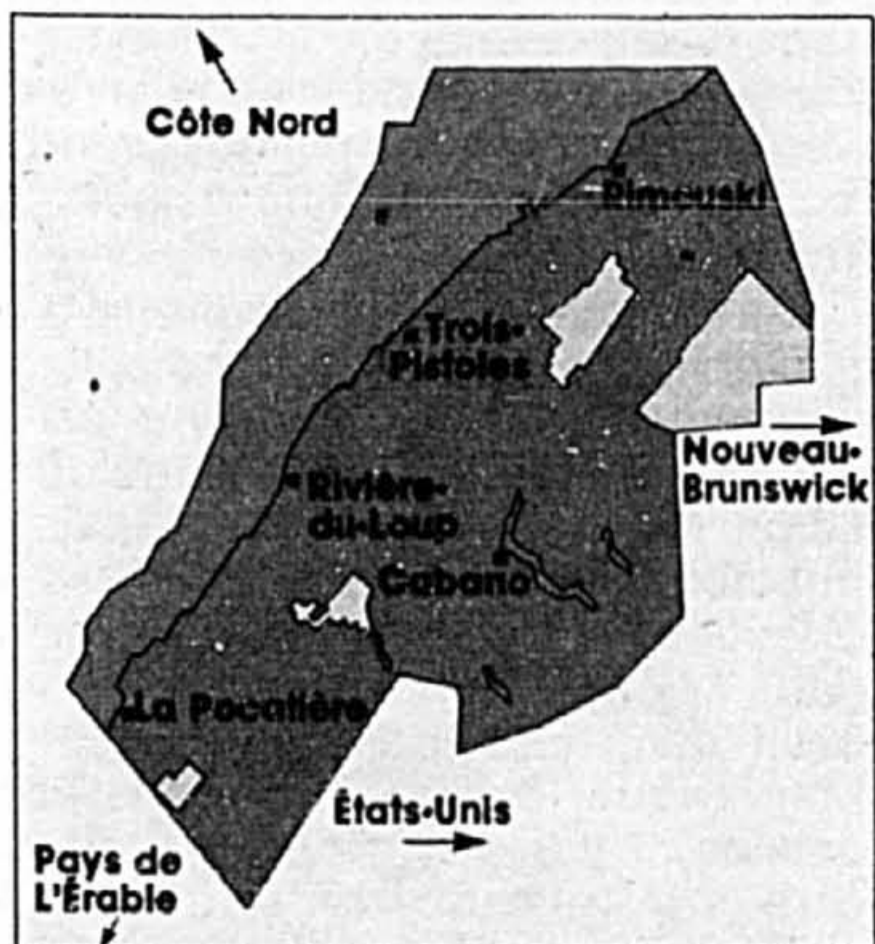 Côte Nord
Rimouski
Trois-
Pistoles
Rivière-
du-Loup
Cabano
La Pocatière
Nouveau-
Brunswick
États-Unis
Pays de
L'Érable